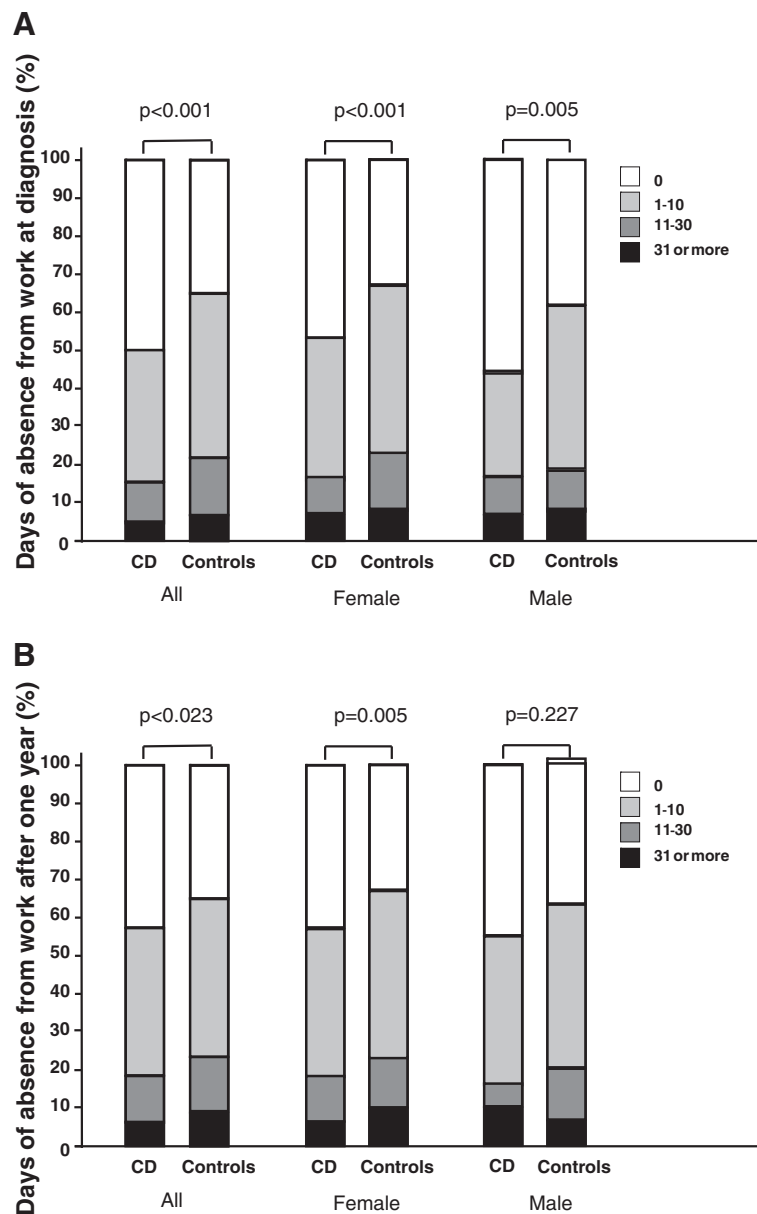 A
Days of absence from work at diagnosis (%)
p<0.001 p<0.001 p=0.005
100
90
80
70
60
50
40
30
20
10
0
0
1-10
11-30
31 or more
CD Controls CD Controls CD Controls
All Female Male
B
Days of absence from work after one year (%)
p<0.023 p=0.005 p=0.227
100
90
80
70
60
50
40
30
20
10
0
0
1-10
11-30
31 or more
CD Controls CD Controls CD Controls
All Female Male